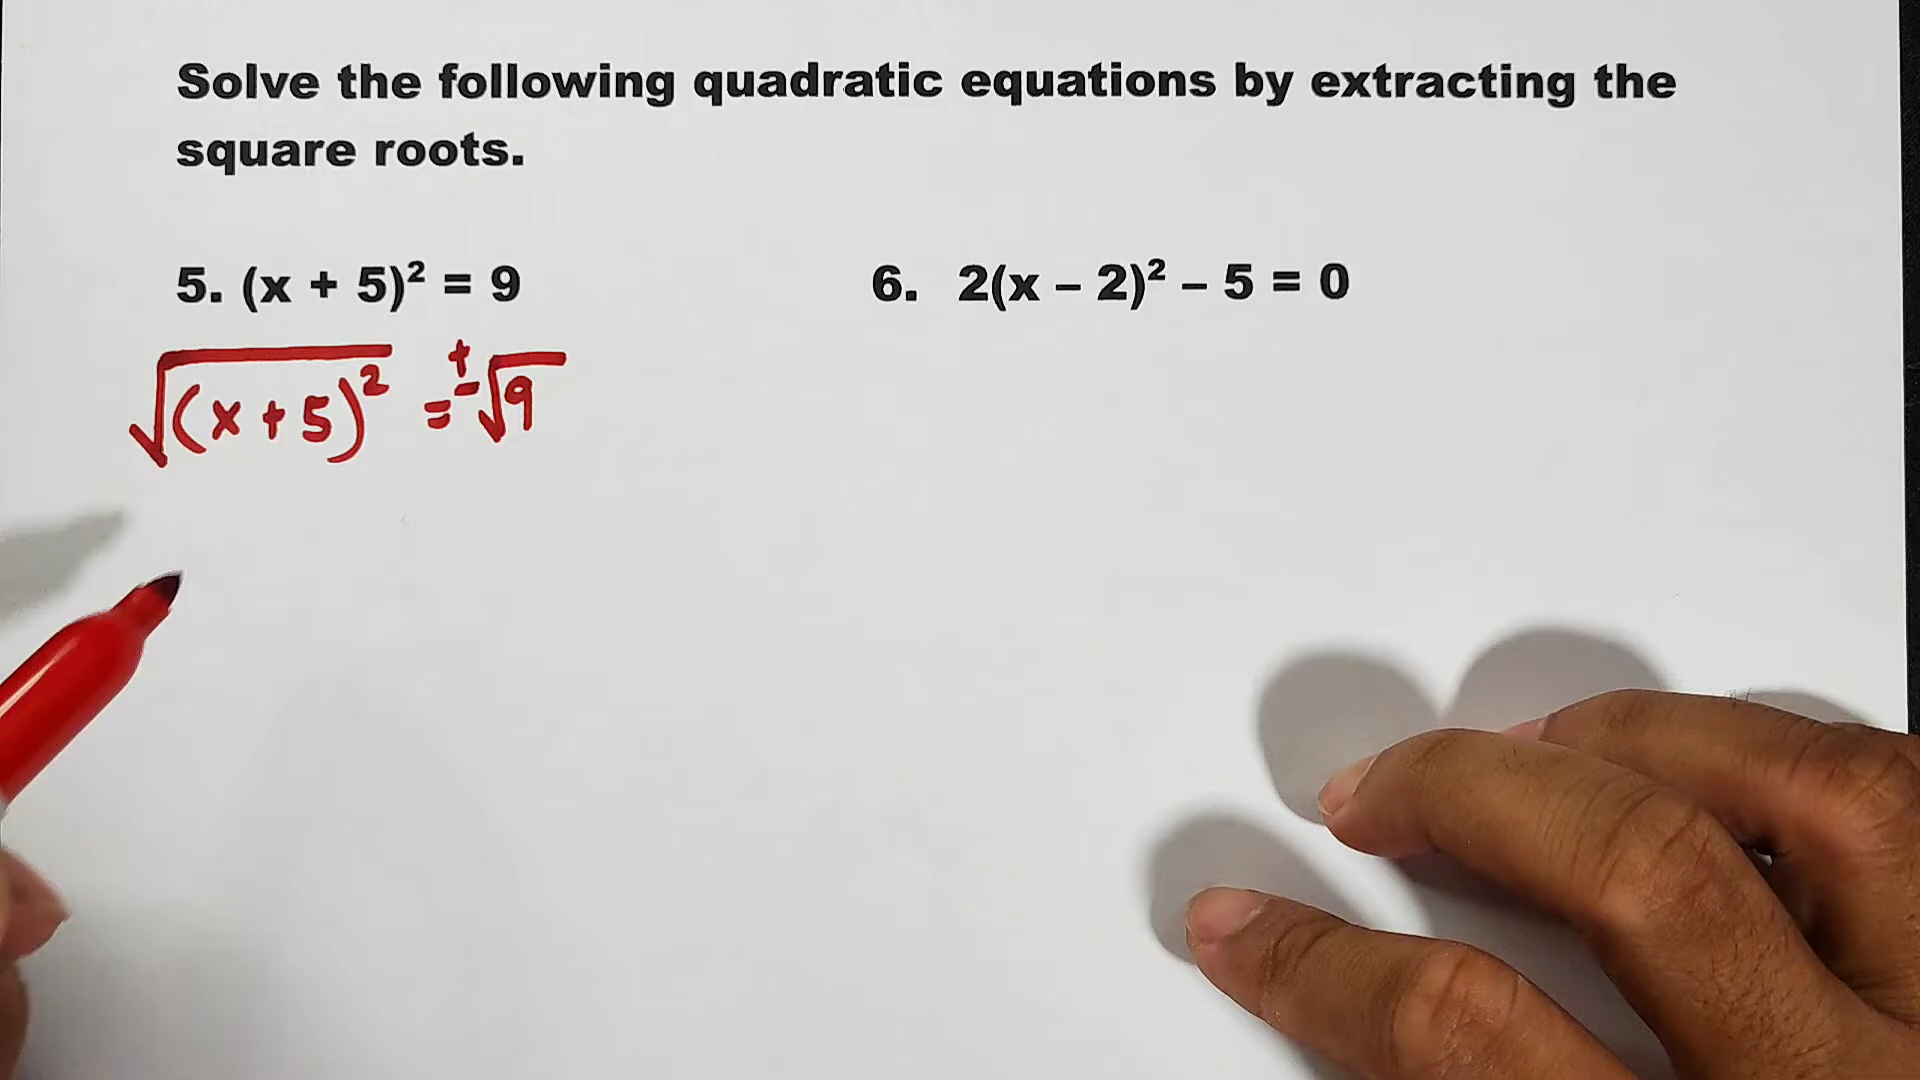 Solve the following quadratic equations by extracting the
square roots.
5. (x + 5)² = 9
6. 2(x – 2)² – 5 = 0
√(x + 5)² = ±√9